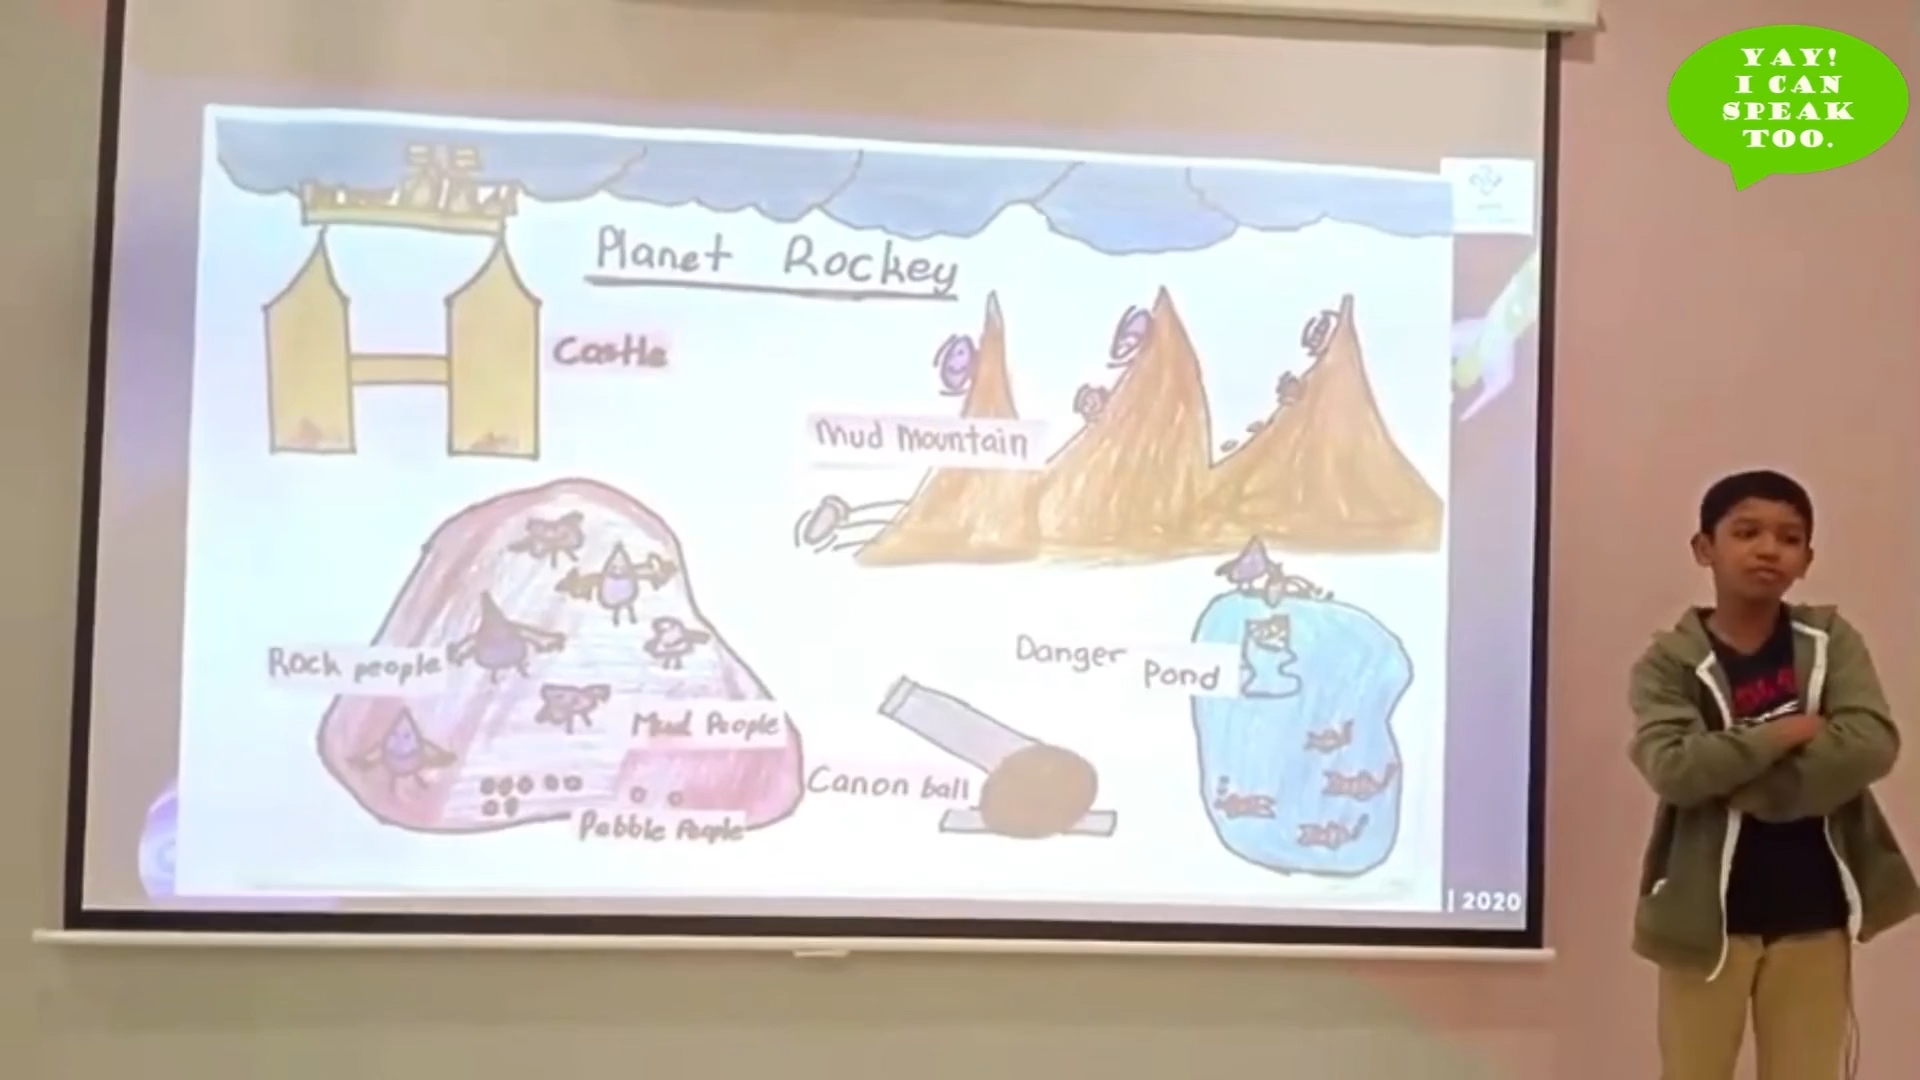 YAY!
I CAN
SPEAK
TOO.
Planet Rockey
Castle
Mud Mountain
Rock people
Mud People
Pebble People
Canon ball
Danger Pond
| 2020